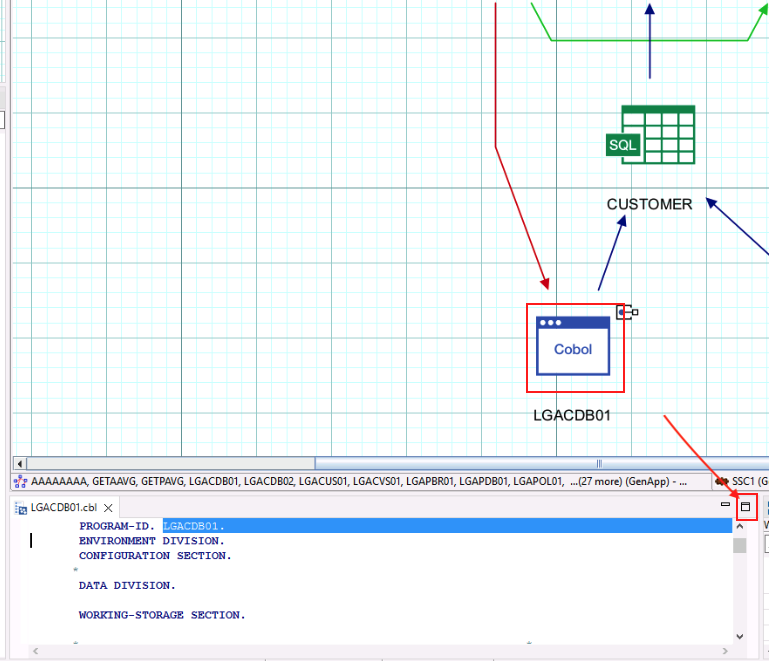 SQL
CUSTOMER
Cobol
LGACDB01
AAAAAAAA, GETAAVG, GETPAVG, LGACDB01, LGACDB02, LGACUS01, LGACVS01, LGAPBR01, LGAPDB01, LGAPOL01, ...(27 more) (GenApp) - ...
SSC1 (G
LGACDB01.cbl
PROGRAM-ID. LGACDB01.
ENVIRONMENT DIVISION.
CONFIGURATION SECTION.
*
DATA DIVISION.
WORKING-STORAGE SECTION.
* *